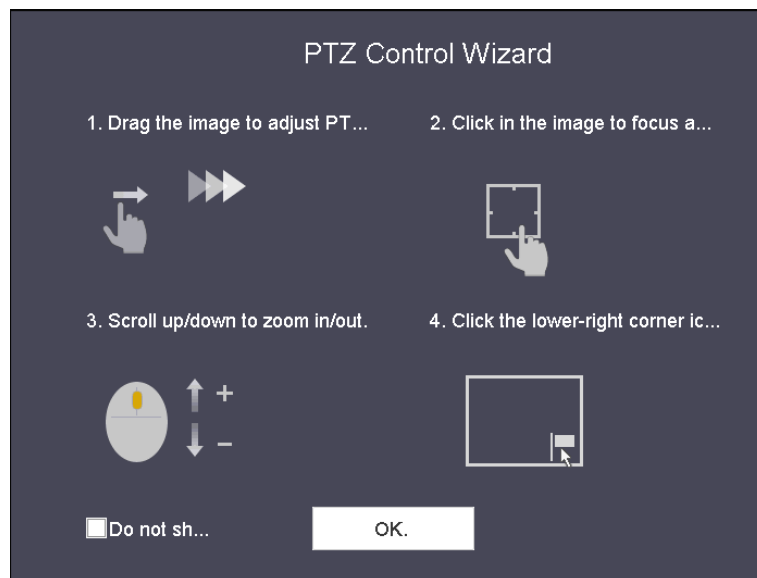 PTZ Control Wizard
1. Drag the image to adjust PT...
2. Click in the image to focus a...
3. Scroll up/down to zoom in/out.
4. Click the lower-right corner ic...
+
−
Do not sh...
OK.